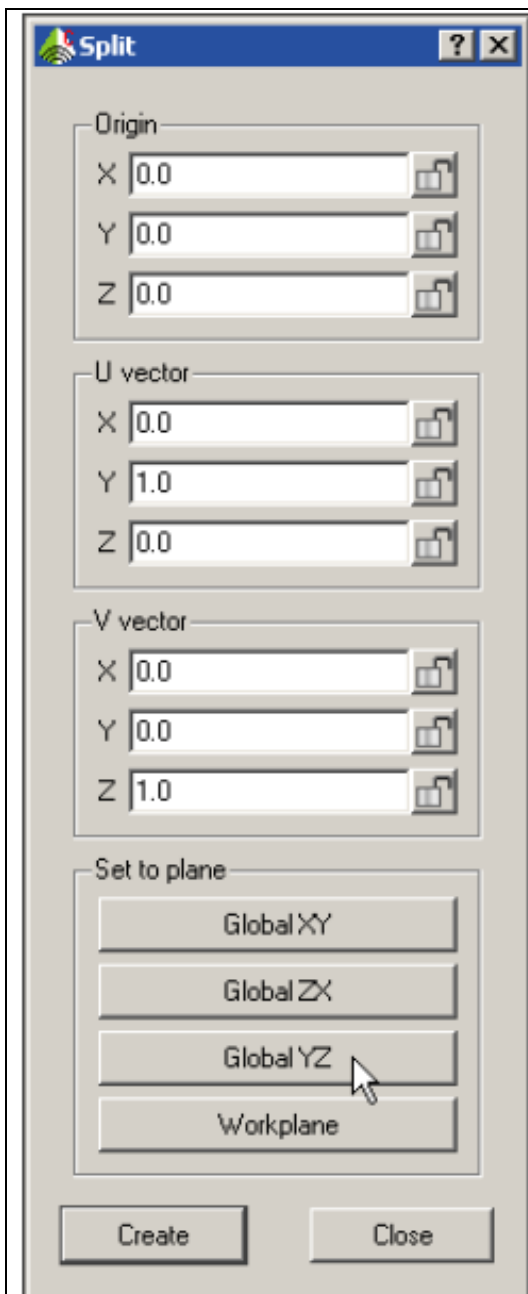 Split
Origin
X 0.0
Y 0.0
Z 0.0
U vector
X 0.0
Y 1.0
Z 0.0
V vector
X 0.0
Y 0.0
Z 1.0
Set to plane
Global XY
Global ZX
Global YZ
Workplane
Create Close